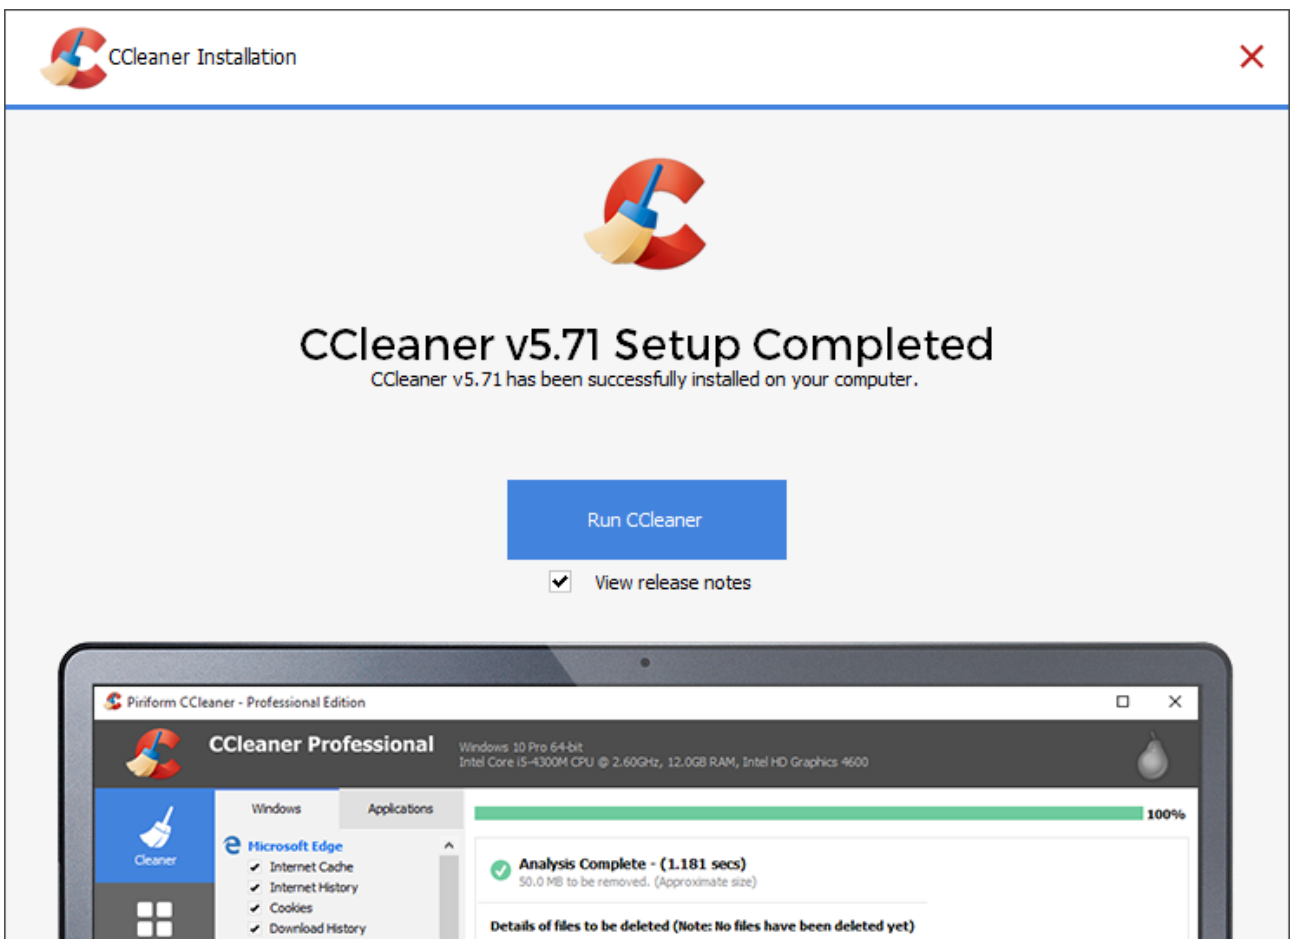 CCleaner Installation
CCleaner v5.71 Setup Completed
CCleaner v5.71 has been successfully installed on your computer.
Run CCleaner
View release notes
Piriform CCleaner - Professional Edition
CCleaner Professional
Windows 10 Pro 64-bit
Intel Core i5-4300M CPU @ 2.60GHz, 12.0GB RAM, Intel HD Graphics 4600
Cleaner
Windows Applications
Microsoft Edge
Internet Cache
Internet History
Cookies
Download History
100%
Analysis Complete - (1.181 secs)
50.0 MB to be removed. (Approximate size)
Details of files to be deleted (Note: No files have been deleted yet)